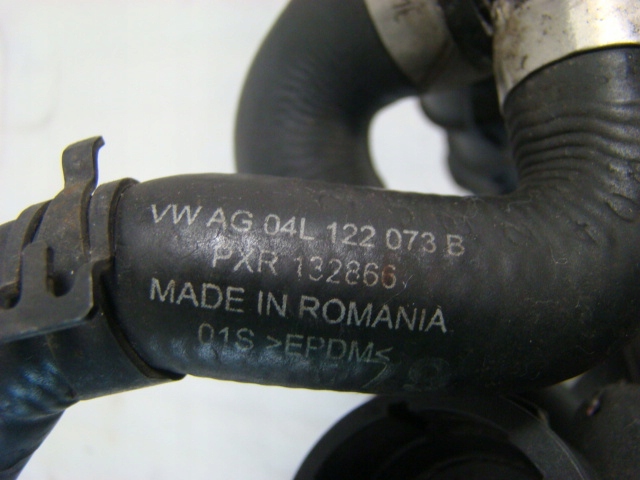 VW AG 04L 122 073 B
PXR 132866
MADE IN ROMANIA
01S >EPDM<